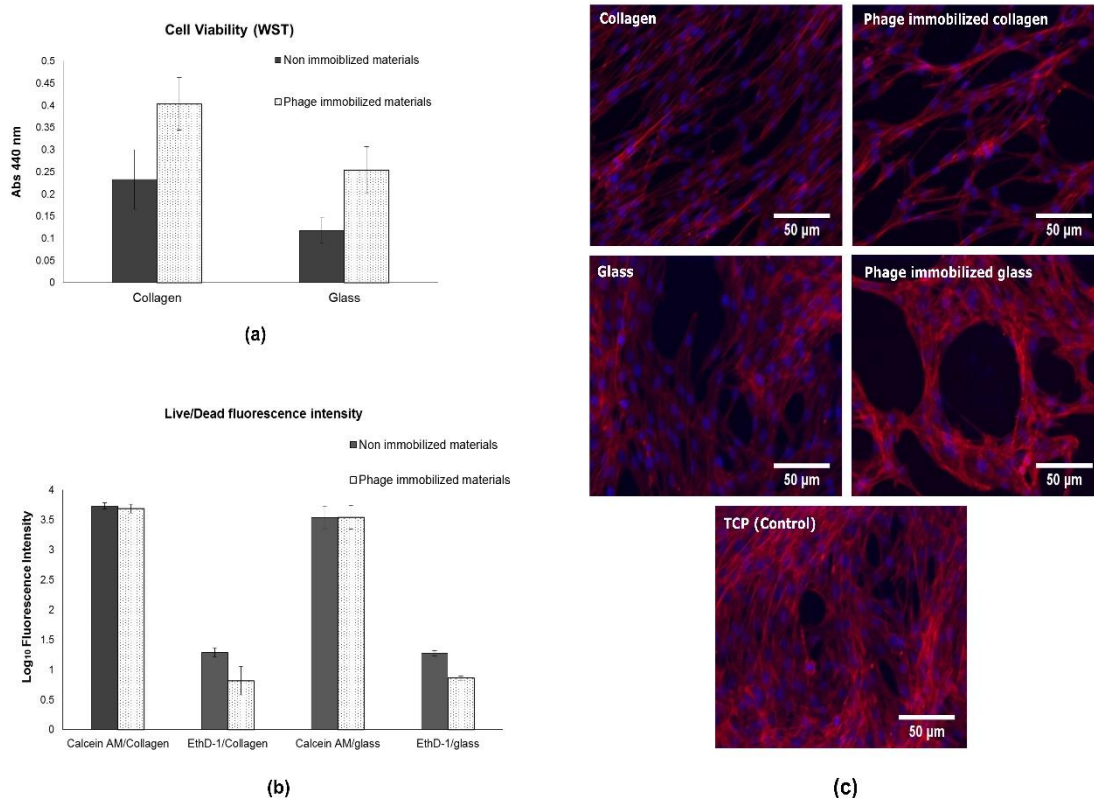 Cell Viability (WST)
Non immoiblized materials
Phage immobilized materials
0.5
0.45
0.4
0.35
0.3
0.25
0.2
0.15
0.1
0.05
0
Abs 440 nm
Collagen
Glass
(a)
Live/Dead fluorescence intensity
Non immobilized materials
Phage immobilized materials
4
3.5
3
2.5
2
1.5
1
0.5
0
Log₁₀ Fluorescence Intensity
Calcein AM/Collagen
EthD-1/Collagen
Calcein AM/glass
EthD-1/glass
(b)
Collagen
50 µm
Phage immobilized collagen
50 µm
Glass
50 µm
Phage immobilized glass
50 µm
TCP (Control)
50 µm
(c)